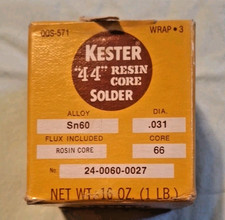 QQS-571
WRAP • 3
KESTER
"44" RESIN
CORE
SOLDER
ALLOY
DIA.
Sn60
.031
FLUX INCLUDED
CORE
ROSIN CORE
66
No.
24-0060-0027
NET WT. 16 OZ. (1 LB.)